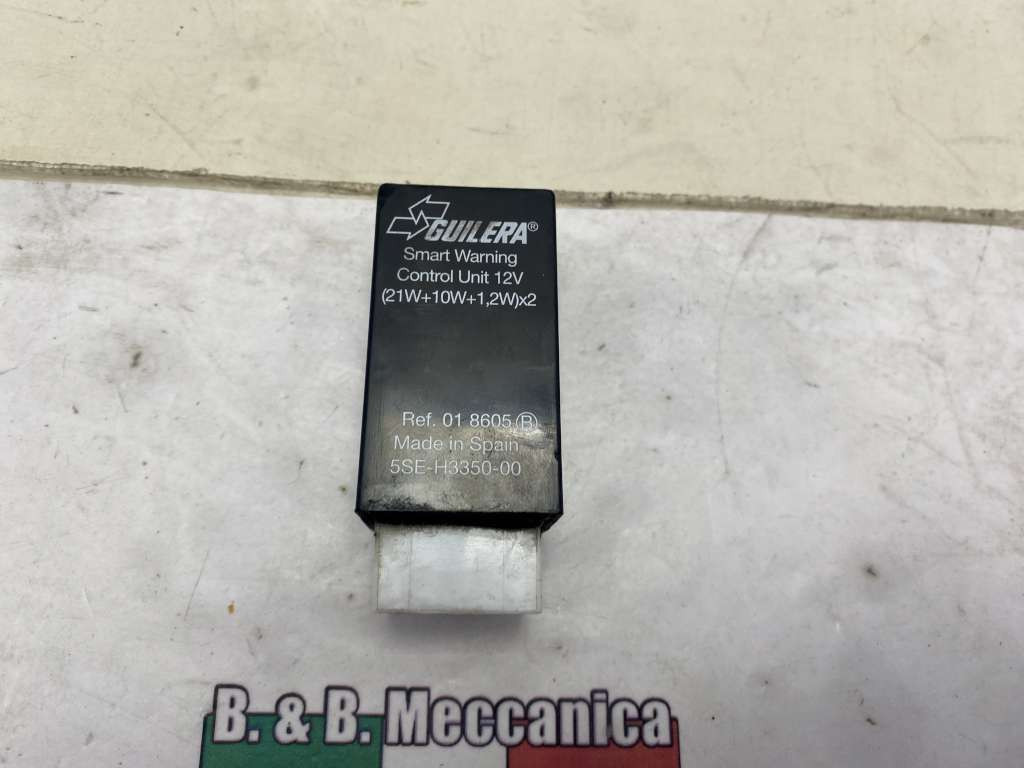 GUILERA®
Smart Warning
Control Unit 12V
(21W+10W+1,2W)x2
Ref. 01 8605 Ⓡ
Made in Spain
5SE-H3350-00
B. & B. Meccanica